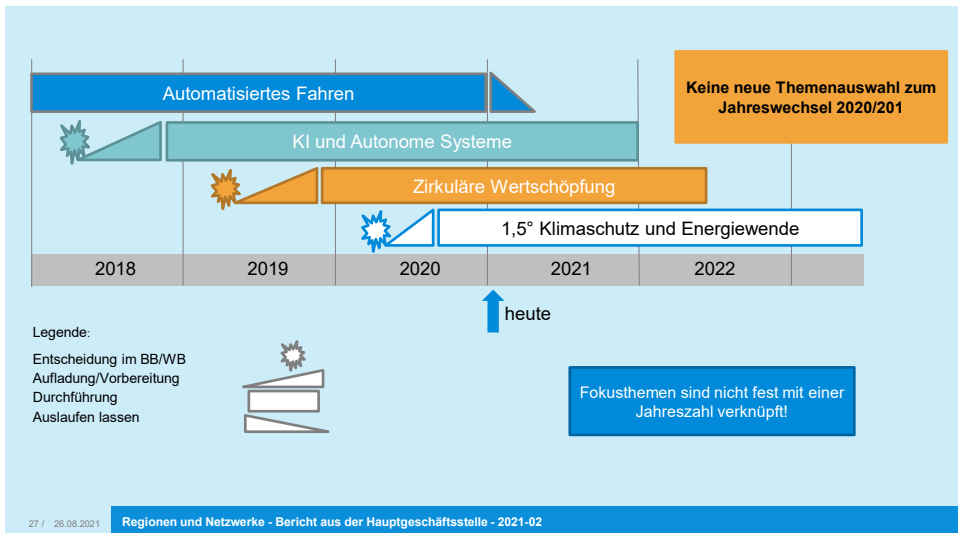 Automatisiertes Fahren
Keine neue Themenauswahl zum
Jahreswechsel 2020/201
KI und Autonome Systeme
Zirkuläre Wertschöpfung
1,5° Klimaschutz und Energiewende
2018 2019 2020 2021 2022
heute
Legende:
Entscheidung im BB/WB
Aufladung/Vorbereitung
Durchführung
Auslaufen lassen
Fokusthemen sind nicht fest mit einer
Jahreszahl verknüpft!
27 / 26.08.2021 Regionen und Netzwerke - Bericht aus der Hauptgeschäftsstelle - 2021-02